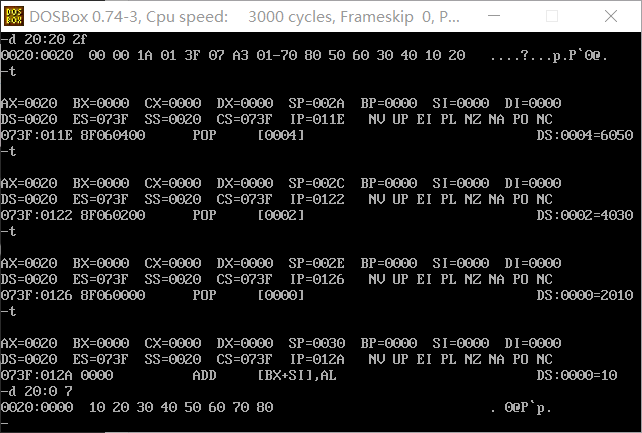 DOSBox 0.74-3, Cpu speed:    3000 cycles, Frameskip  0, P...
-d 20:20 2f
0020:0020  00 00 1A 01 3F 07 A3 01-70 80 50 60 30 40 10 20   ....?...p.P`0@.
-t
AX=0020  BX=0000  CX=0000  DX=0000  SP=002A  BP=0000  SI=0000  DI=0000
DS=0020  ES=073F  SS=0020  CS=073F  IP=011E   NV UP EI PL NZ NA PO NC
073F:011E 8F060400      POP     [0004]                             DS:0004=6050
-t
AX=0020  BX=0000  CX=0000  DX=0000  SP=002C  BP=0000  SI=0000  DI=0000
DS=0020  ES=073F  SS=0020  CS=073F  IP=0122   NV UP EI PL NZ NA PO NC
073F:0122 8F060200      POP     [0002]                             DS:0002=4030
-t
AX=0020  BX=0000  CX=0000  DX=0000  SP=002E  BP=0000  SI=0000  DI=0000
DS=0020  ES=073F  SS=0020  CS=073F  IP=0126   NV UP EI PL NZ NA PO NC
073F:0126 8F060000      POP     [0000]                             DS:0000=2010
-t
AX=0020  BX=0000  CX=0000  DX=0000  SP=0030  BP=0000  SI=0000  DI=0000
DS=0020  ES=073F  SS=0020  CS=073F  IP=012A   NV UP EI PL NZ NA PO NC
073F:012A 0000          ADD     [BX+SI],AL                         DS:0000=10
-d 20:0 7
0020:0000  10 20 30 40 50 60 70 80                           . 0@P`p.
-